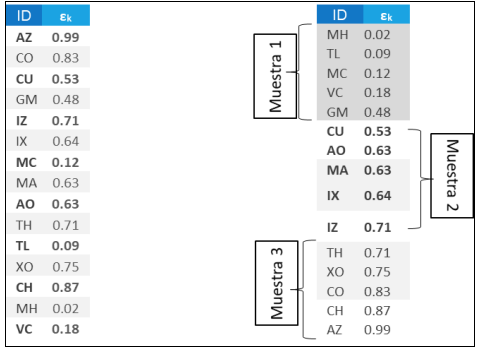 ID εk
AZ 0.99
CO 0.83
CU 0.53
GM 0.48
IZ 0.71
IX 0.64
MC 0.12
MA 0.63
AO 0.63
TH 0.71
TL 0.09
XO 0.75
CH 0.87
MH 0.02
VC 0.18
ID εk
Muestra 1
MH 0.02
TL 0.09
MC 0.12
VC 0.18
GM 0.48
Muestra 2
CU 0.53
AO 0.63
MA 0.63
IX 0.64
IZ 0.71
Muestra 3
TH 0.71
XO 0.75
CO 0.83
CH 0.87
AZ 0.99